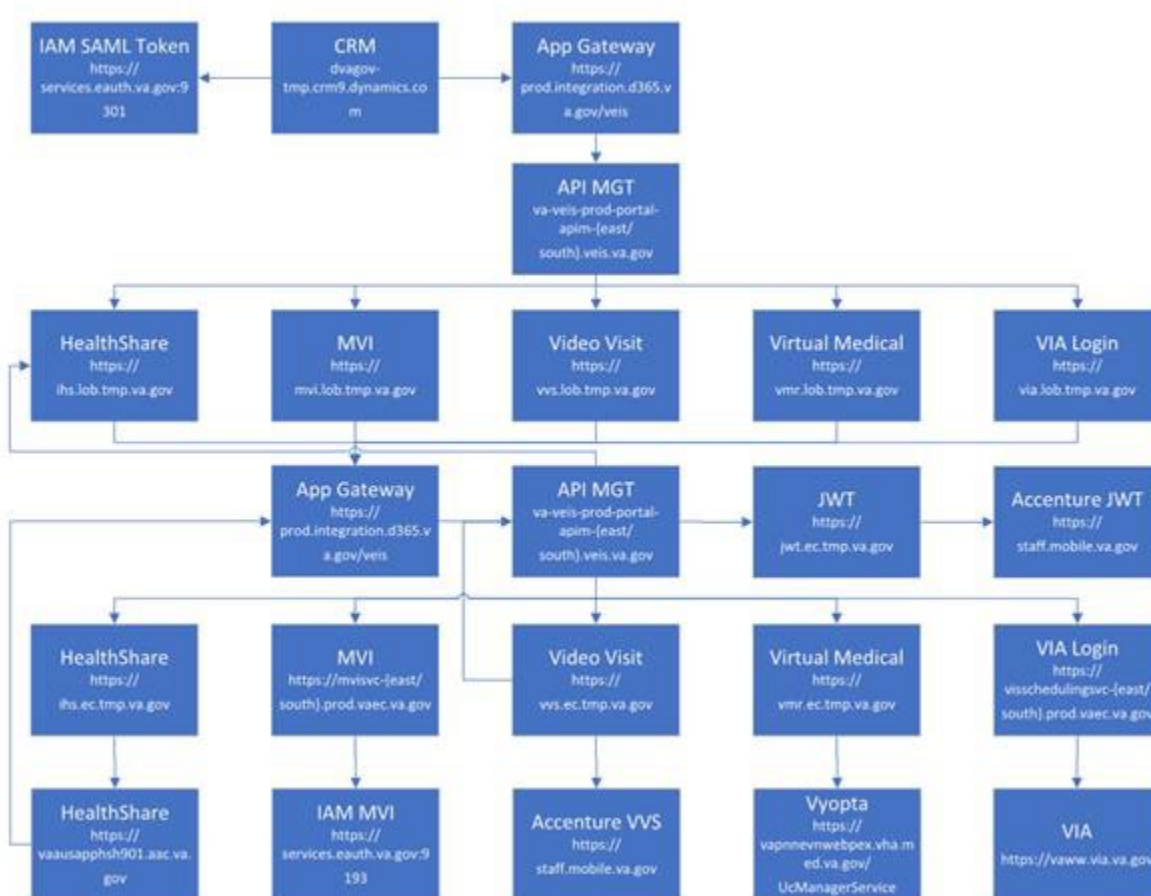 IAM SAML Token
https://
services.eauth.va.gov:9
301
CRM
dvagov-
tmp.crm9.dynamics.co
m
App Gateway
https://
prod.integration.d365.v
a.gov/veis
API MGT
va-veis-prod-portal-
apim-{east/
south}.veis.va.gov
HealthShare
https://
ihs.lob.tmp.va.gov
MVI
https://
mvi.lob.tmp.va.gov
Video Visit
https://
vvs.lob.tmp.va.gov
Virtual Medical
https://
vmr.lob.tmp.va.gov
VIA Login
https://
via.lob.tmp.va.gov
App Gateway
https://
prod.integration.d365.v
a.gov/veis
API MGT
va-veis-prod-portal-
apim-{east/
south}.veis.va.gov
JWT
https://
jwt.ec.tmp.va.gov
Accenture JWT
https://
staff.mobile.va.gov
HealthShare
https://
ihs.ec.tmp.va.gov
MVI
https://mvisvc-{east/
south}.prod.vaec.va.gov
Video Visit
https://
vvs.ec.tmp.va.gov
Virtual Medical
https://
vmr.ec.tmp.va.gov
VIA Login
https://
visschedulingsvc-{east/
south}.prod.vaec.va.gov
HealthShare
https://
vaausapphsh901.aac.va.
gov
IAM MVI
https://
services.eauth.va.gov:9
193
Accenture VVS
https://
staff.mobile.va.gov
Vyopta
https://
vapnnevnwebpex.vha.m
ed.va.gov/
UcManagerService
VIA
https://vaww.via.va.gov